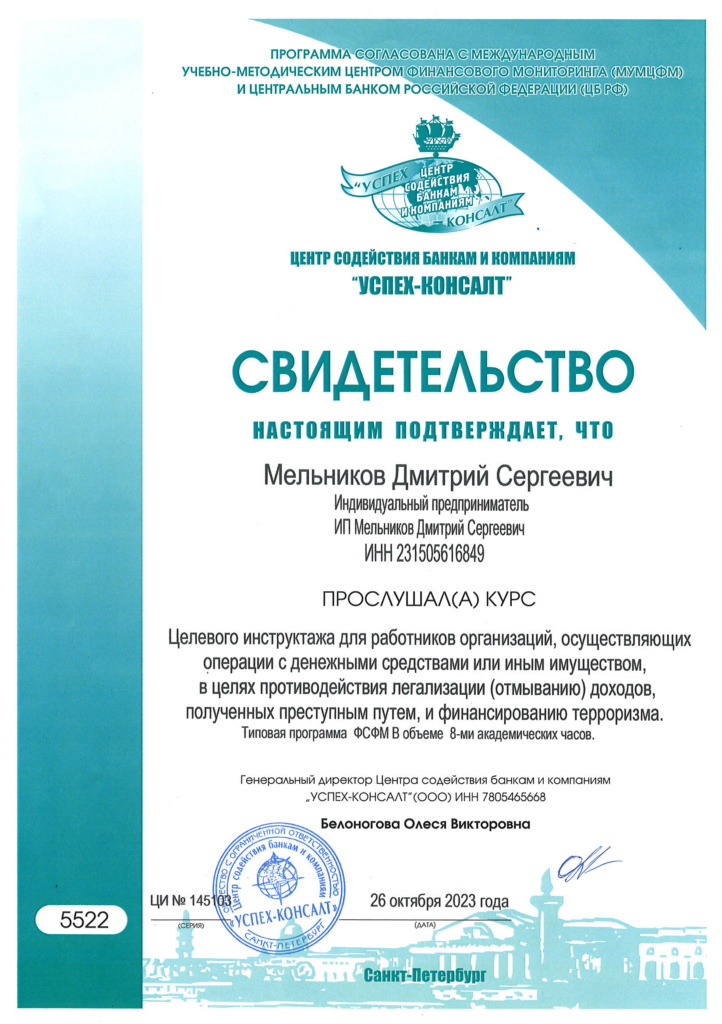 ПРОГРАММА СОГЛАСОВАНА С МЕЖДУНАРОДНЫМ
УЧЕБНО-МЕТОДИЧЕСКИМ ЦЕНТРОМ ФИНАНСОВОГО МОНИТОРИНГА (МУМЦФМ)
И ЦЕНТРАЛЬНЫМ БАНКОМ РОССИЙСКОЙ ФЕДЕРАЦИИ (ЦБ РФ)
"УСПЕХ
ЦЕНТР
СОДЕЙСТВИЯ
БАНКАМ
И КОМПАНИЯМ
- КОНСАЛТ"
ЦЕНТР СОДЕЙСТВИЯ БАНКАМ И КОМПАНИЯМ
"УСПЕХ-КОНСАЛТ"
СВИДЕТЕЛЬСТВО
НАСТОЯЩИМ ПОДТВЕРЖДАЕТ, ЧТО
Мельников Дмитрий Сергеевич
Индивидуальный предприниматель
ИП Мельников Дмитрий Сергеевич
ИНН 231505616849
ПРОСЛУШАЛ(А) КУРС
Целевого инструктажа для работников организаций, осуществляющих
операции с денежными средствами или иным имуществом,
в целях противодействия легализации (отмыванию) доходов,
полученных преступным путем, и финансированию терроризма.
Типовая программа ФСФМ В объеме 8-ми академических часов.
Генеральный директор Центра содействия банкам и компаниям
„УСПЕХ-КОНСАЛТ"(ООО) ИНН 7805465668
Белоногова Олеся Викторовна
ОБЩЕСТВО С ОГРАНИЧЕННОЙ ОТВЕТСТВЕННОСТЬЮ
Центр содействия банкам и компаниям
"УСПЕХ-КОНСАЛТ"
САНКТ-ПЕТЕРБУРГ
ЦИ № 145103
26 октября 2023 года
(СЕРИЯ)
(ДАТА)
5522
Санкт-Петербург